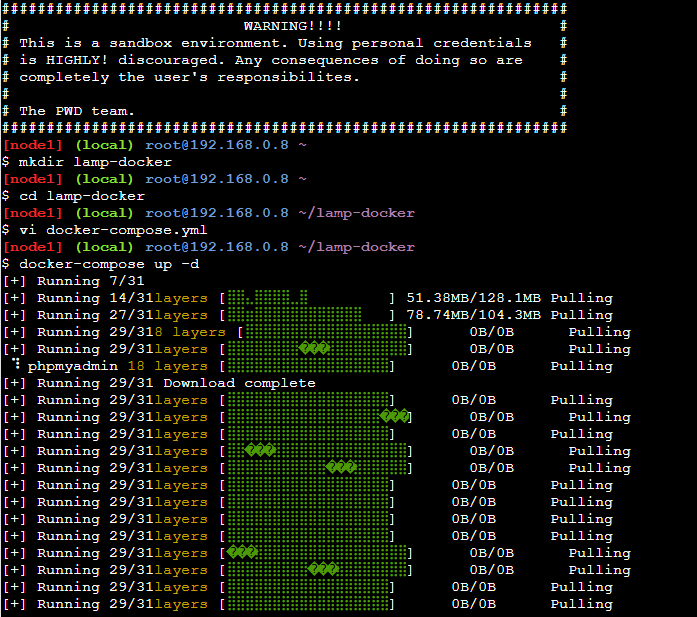 ###############################################################
# WARNING!!!! #
# This is a sandbox environment. Using personal credentials #
# is HIGHLY! discouraged. Any consequences of doing so are #
# completely the user's responsibilites. #
# #
# The PWD team. #
###############################################################
[node1] (local) root@192.168.0.8 ~
$ mkdir lamp-docker
[node1] (local) root@192.168.0.8 ~
$ cd lamp-docker
[node1] (local) root@192.168.0.8 ~/lamp-docker
$ vi docker-compose.yml
[node1] (local) root@192.168.0.8 ~/lamp-docker
$ docker-compose up -d
[+] Running 7/31
[+] Running 14/31layers [⣿⣿⣄⣿⣿⣿⣿⣀⣿] 51.38MB/128.1MB Pulling
[+] Running 27/31layers [⣿⣿⣤⣿⣿⣿⣿⣿⣿⣿⣿⣿⣿⣿⣿] 78.74MB/104.3MB Pulling
[+] Running 29/318 layers [⣿⣿⣿⣿⣿⣿⣿⣿⣿⣿⣿⣿⣿⣿⣿⣿⣿⣿] 0B/0B Pulling
[+] Running 29/31layers [⣿⣿⣿⣿⣿⣿⣿⣿���⣿⣿⣿⣿⣿⣿⣿⣿⣿] 0B/0B Pulling
⠹ phpmyadmin 18 layers [⣿⣿⣿⣿⣿⣿⣿⣿⣿⣿⣿⣿⣿⣿⣿⣿⣿⣿] 0B/0B Pulling
[+] Running 29/31 Download complete
[+] Running 29/31layers [⣿⣿⣿⣿⣿⣿⣿⣿⣿⣿⣿⣿⣿⣿⣿⣿⣿⣿] 0B/0B Pulling
[+] Running 29/31layers [⣿⣿⣿⣿⣿⣿⣿⣿⣿⣿⣿⣿⣿⣿⣿⣿⣿���] 0B/0B Pulling
[+] Running 29/31layers [⣿⣿⣿⣿⣿⣿⣿⣿⣿⣿⣿⣿⣿⣿⣿⣿⣿⣿] 0B/0B Pulling
[+] Running 29/31layers [⣿⣿���⣿⣿⣿⣿⣿⣿⣿⣿⣿⣿⣿⣿⣿⣿⣿] 0B/0B Pulling
[+] Running 29/31layers [⣿⣿⣿⣿⣿⣿⣿⣿⣿⣿⣿���⣿⣿⣿⣿⣿⣿] 0B/0B Pulling
[+] Running 29/31layers [⣿⣿⣿⣿⣿⣿⣿⣿⣿⣿⣿⣿⣿⣿⣿⣿⣿⣿] 0B/0B Pulling
[+] Running 29/31layers [⣿⣿⣿⣿⣿⣿⣿⣿⣿⣿⣿⣿⣿⣿⣿⣿⣿⣿] 0B/0B Pulling
[+] Running 29/31layers [⣿⣿⣿⣿⣿⣿⣿⣿⣿⣿⣿⣿⣿⣿⣿⣿⣿⣿] 0B/0B Pulling
[+] Running 29/31layers [⣿⣿⣿⣿⣿⣿⣿⣿⣿⣿⣿⣿⣿⣿⣿⣿⣿⣿] 0B/0B Pulling
[+] Running 29/31layers [���⣿⣿⣿⣿⣿⣿⣿⣿⣿⣿⣿⣿⣿⣿⣿⣿⣿] 0B/0B Pulling
[+] Running 29/31layers [⣿⣿⣿⣿⣿⣿⣿⣿⣿���⣿⣿⣿⣿⣿⣿⣿⣿] 0B/0B Pulling
[+] Running 29/31layers [⣿⣿⣿⣿⣿⣿⣿⣿⣿⣿⣿⣿⣿⣿⣿⣿⣿⣿] 0B/0B Pulling
[+] Running 29/31layers [⣿⣿⣿⣿⣿⣿⣿⣿⣿⣿⣿⣿⣿⣿⣿⣿⣿⣿] 0B/0B Pulling